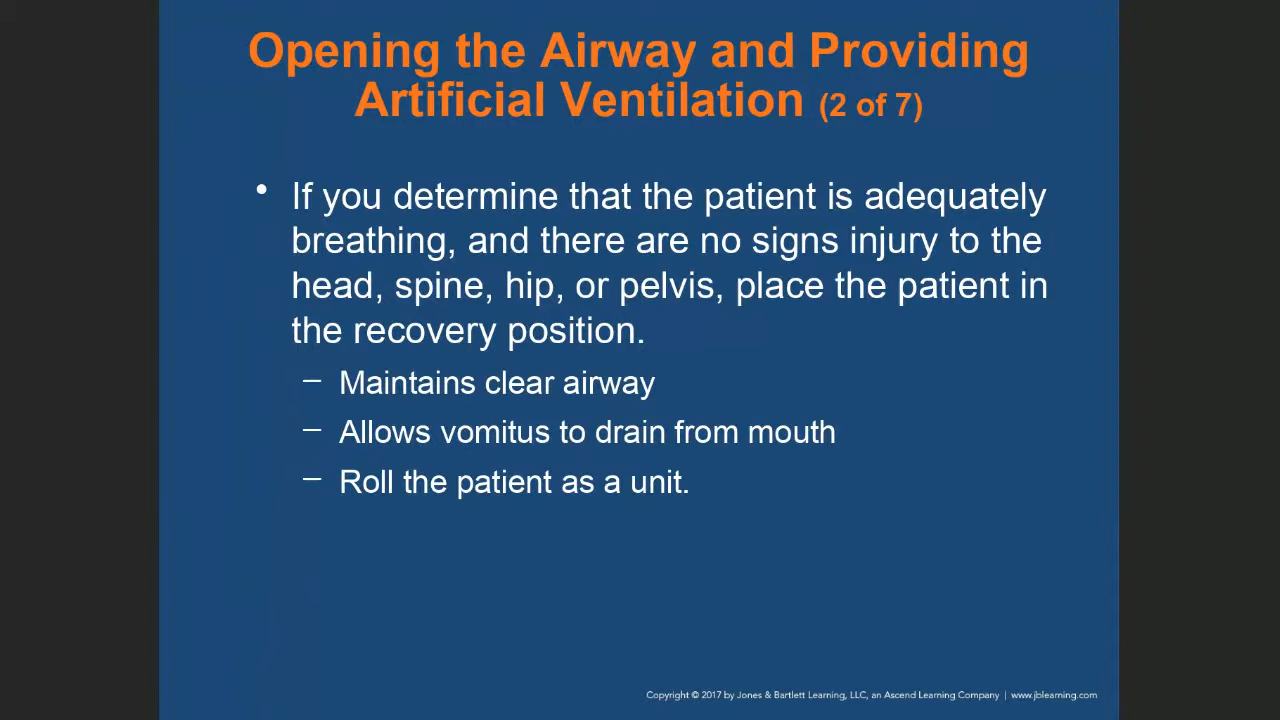 Opening the Airway and Providing
Artificial Ventilation (2 of 7)
• If you determine that the patient is adequately
breathing, and there are no signs injury to the
head, spine, hip, or pelvis, place the patient in
the recovery position.
– Maintains clear airway
– Allows vomitus to drain from mouth
– Roll the patient as a unit.
Copyright © 2017 by Jones & Bartlett Learning, LLC, an Ascend Learning Company | www.jblearning.com